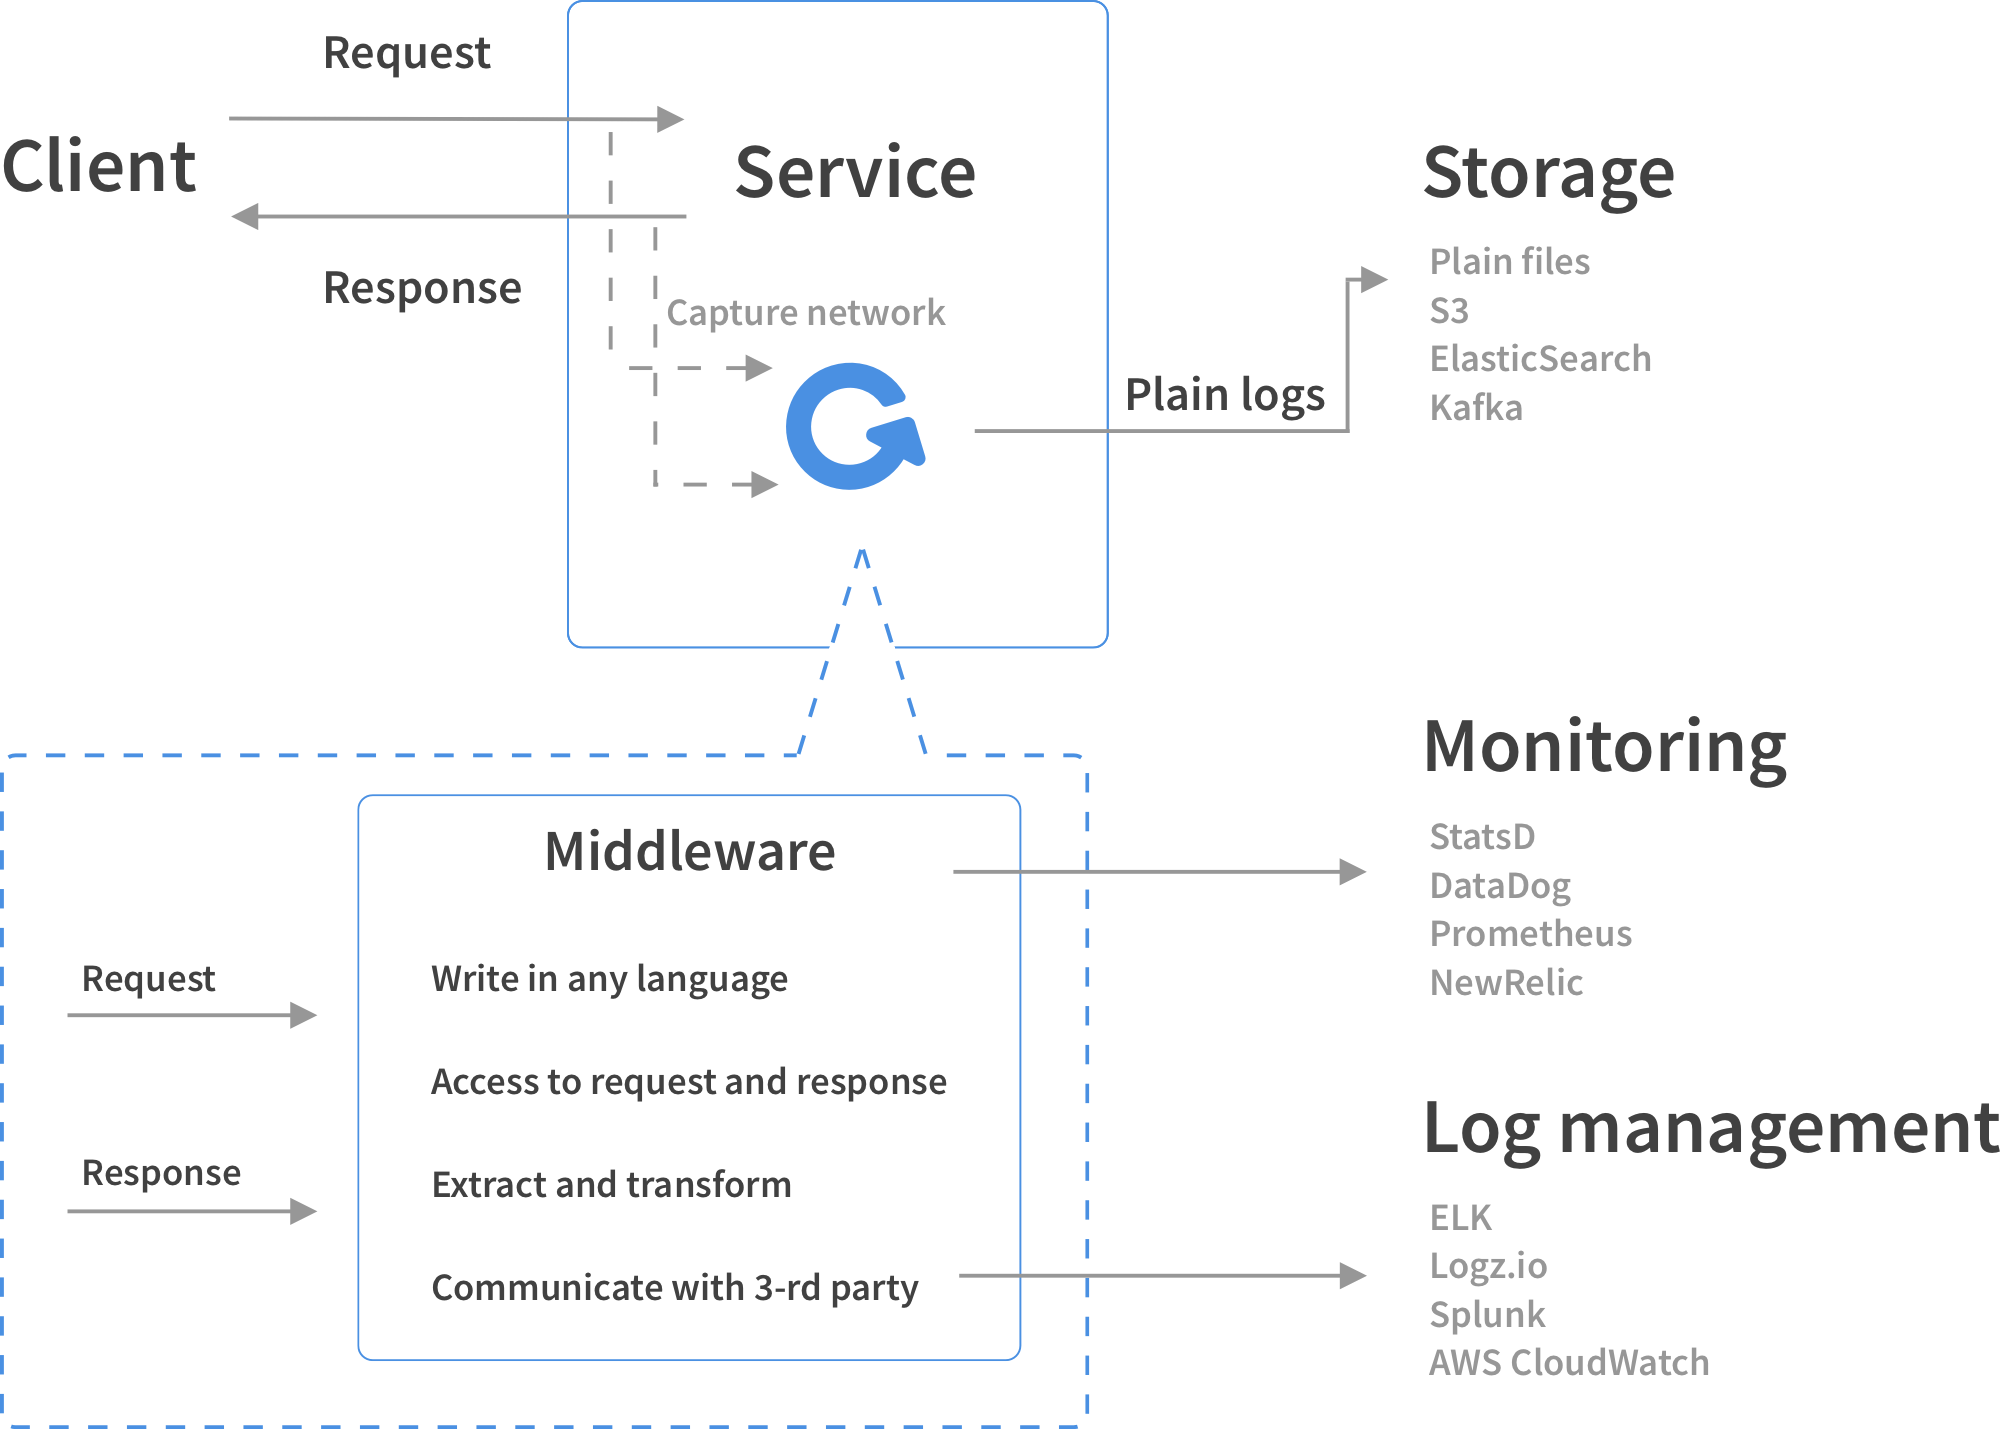 Request
Client
Service
Response
Capture network
Plain logs
Storage
Plain files
S3
ElasticSearch
Kafka
Middleware
Request
Response
Write in any language
Access to request and response
Extract and transform
Communicate with 3-rd party
Monitoring
StatsD
DataDog
Prometheus
NewRelic
Log management
ELK
Logz.io
Splunk
AWS CloudWatch